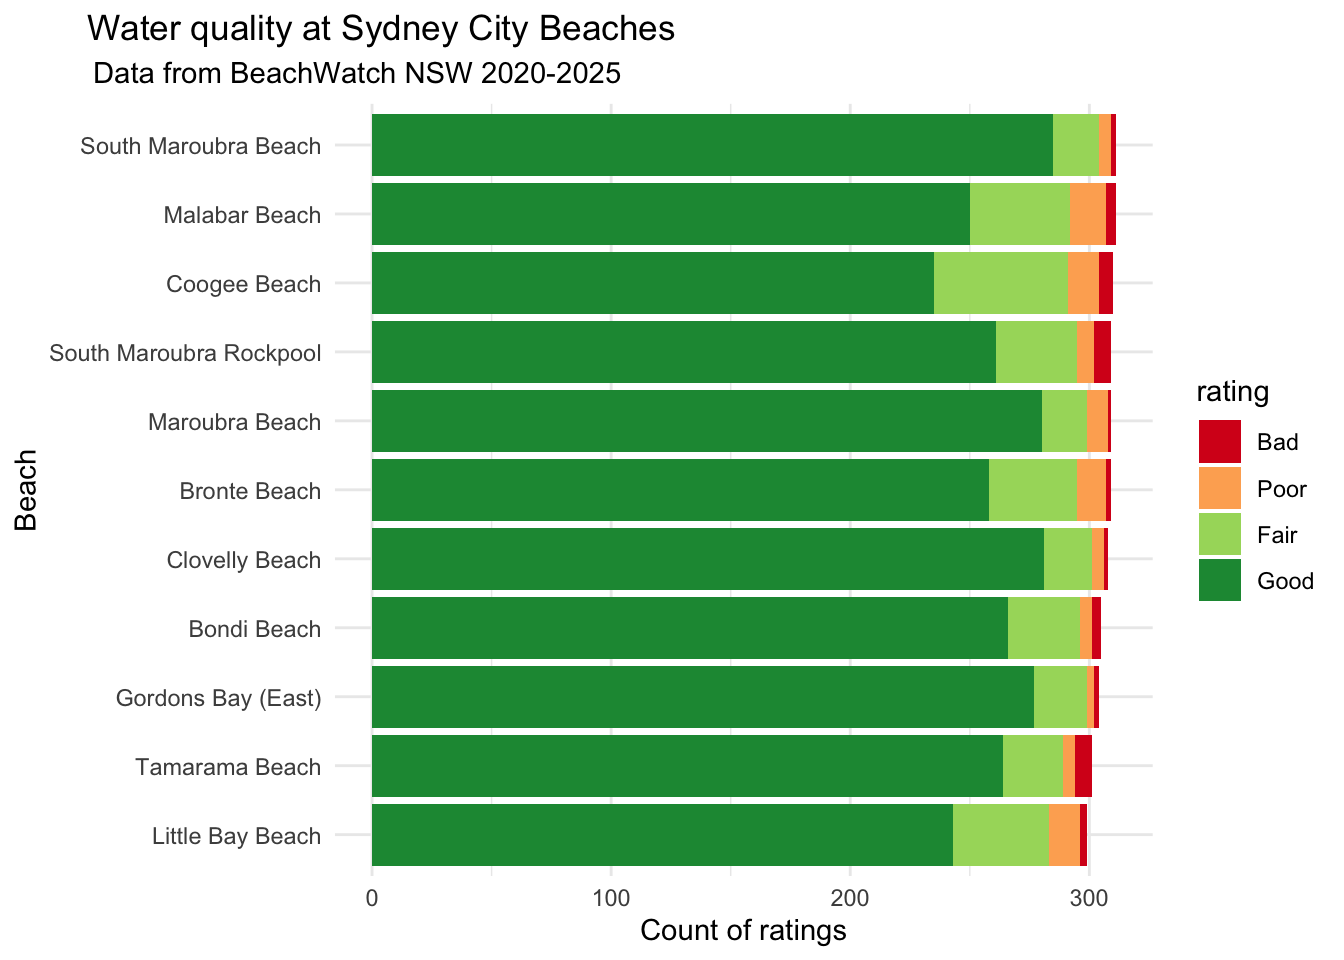 Water quality at Sydney City Beaches
Data from BeachWatch NSW 2020-2025
South Maroubra Beach
Malabar Beach
Coogee Beach
South Maroubra Rockpool
Maroubra Beach
Bronte Beach
Clovelly Beach
Bondi Beach
Gordons Bay (East)
Tamarama Beach
Little Bay Beach
Beach
0 100 200 300
Count of ratings
rating
Bad
Poor
Fair
Good